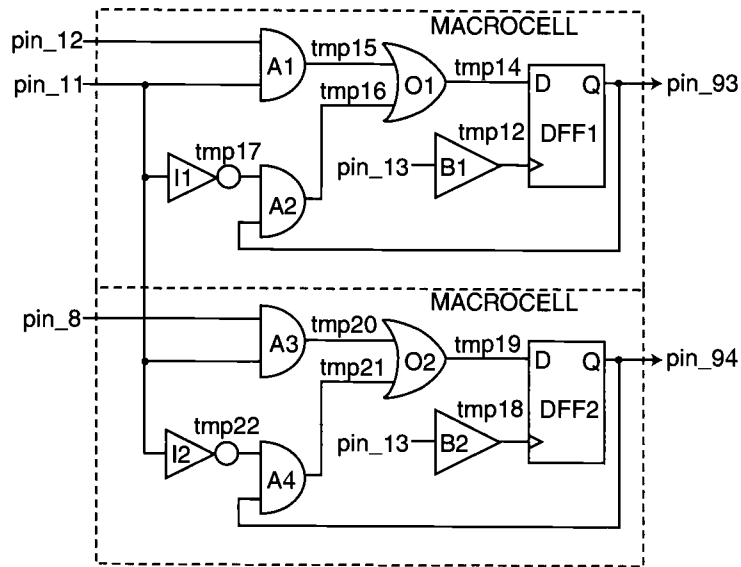 MACROCELL
pin_12
A1
tmp15
tmp14
D Q
pin_93
pin_11
tmp16
O1
tmp12
DFF1
tmp17
I1
pin_13
B1
A2
MACROCELL
pin_8
A3
tmp20
tmp19
D Q
pin_94
tmp21
O2
tmp18
DFF2
tmp22
I2
pin_13
B2
A4